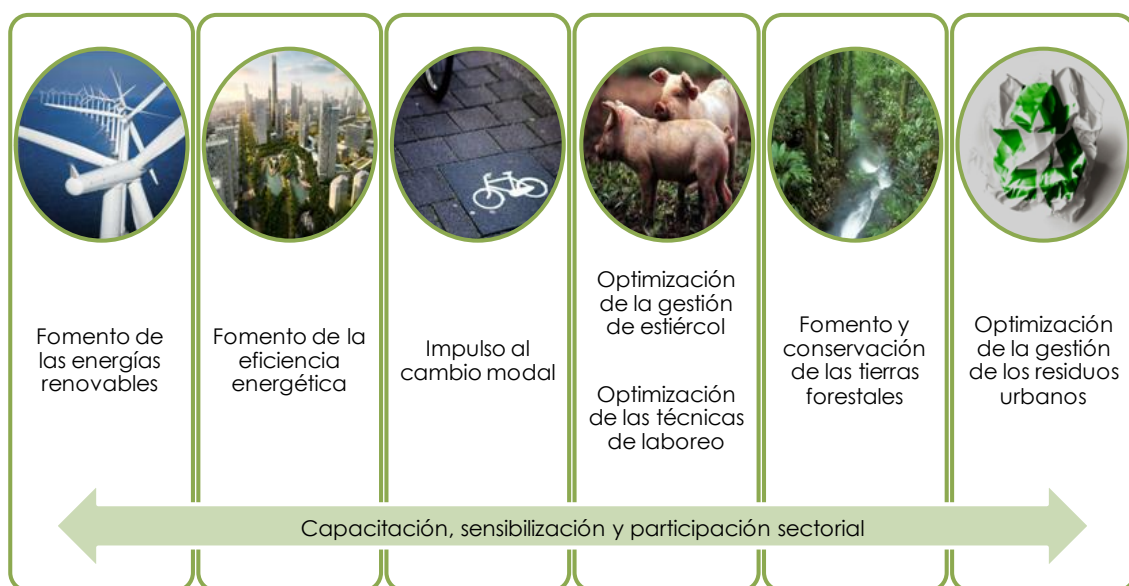 Fomento de
las energías
renovables
Fomento de la
eficiencia
energética
Impulso al
cambio modal
Optimización
de la gestión
de estiércol
Optimización
de las técnicas
de laboreo
Fomento y
conservación
de las tierras
forestales
Optimización
de la gestión
de los residuos
urbanos
Capacitación, sensibilización y participación sectorial